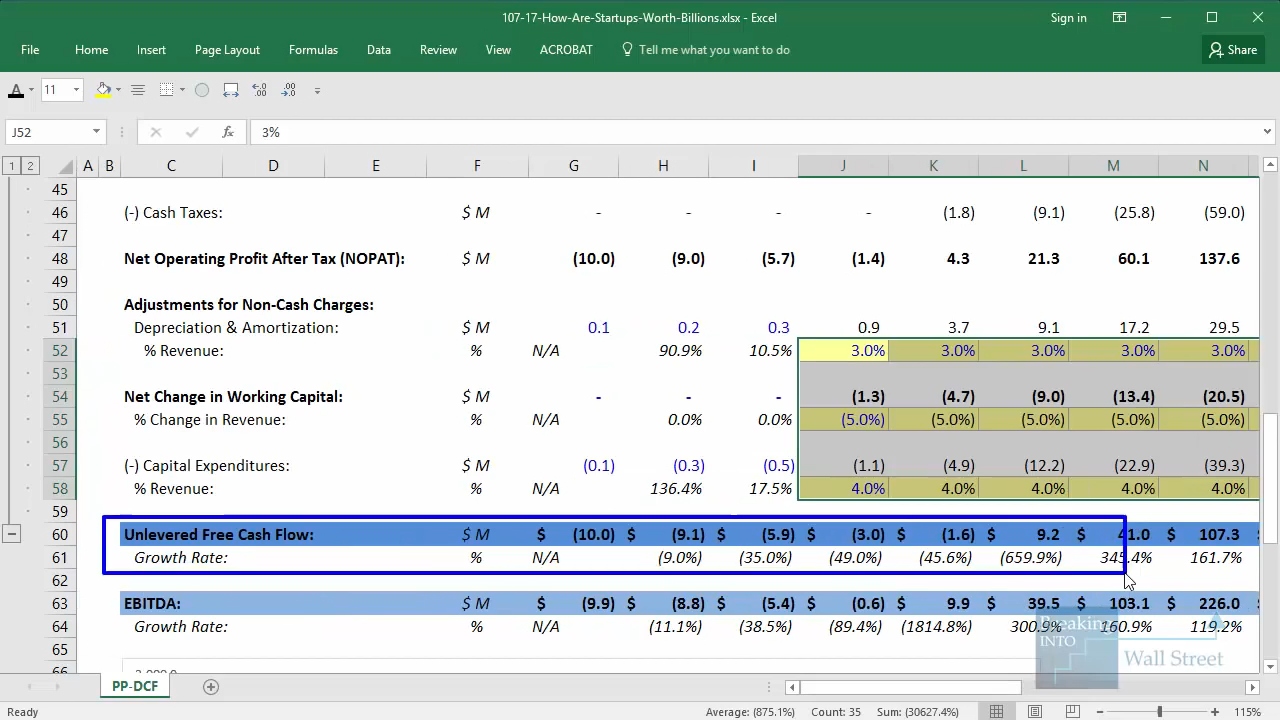 107-17-How-Are-Startups-Worth-Billions.xlsx - Excel
Sign in
File Home Insert Page Layout Formulas Data Review View ACROBAT Tell me what you want to do Share
A 11
J52 fx 3%
1 2 A B C D E F G H I J K L M N
45
46 (-) Cash Taxes: $ M - - - - (1.8) (9.1) (25.8) (59.0)
47
48 Net Operating Profit After Tax (NOPAT): $ M (10.0) (9.0) (5.7) (1.4) 4.3 21.3 60.1 137.6
49
50 Adjustments for Non-Cash Charges:
51 Depreciation & Amortization: $ M 0.1 0.2 0.3 0.9 3.7 9.1 17.2 29.5
52 % Revenue: % N/A 90.9% 10.5% 3.0% 3.0% 3.0% 3.0% 3.0%
53
54 Net Change in Working Capital: $ M - - - (1.3) (4.7) (9.0) (13.4) (20.5)
55 % Change in Revenue: % N/A 0.0% 0.0% (5.0%) (5.0%) (5.0%) (5.0%) (5.0%)
56
57 (-) Capital Expenditures: $ M (0.1) (0.3) (0.5) (1.1) (4.9) (12.2) (22.9) (39.3)
58 % Revenue: % N/A 136.4% 17.5% 4.0% 4.0% 4.0% 4.0% 4.0%
59
60 Unlevered Free Cash Flow: $ M $ (10.0) $ (9.1) $ (5.9) $ (3.0) $ (1.6) $ 9.2 $ 41.0 $ 107.3
61 Growth Rate: % N/A (9.0%) (35.0%) (49.0%) (45.6%) (659.9%) 345.4% 161.7%
62
63 EBITDA: $ M $ (9.9) $ (8.8) $ (5.4) $ (0.6) $ 9.9 $ 39.5 $ 103.1 $ 226.0
64 Growth Rate: % N/A (11.1%) (38.5%) (89.4%) (1814.8%) 300.9% 160.9% 119.2%
65
Breaking
INTO
Wall Street
PP-DCF
Ready Average: (875.1%) Count: 35 Sum: (30627.4%) 115%